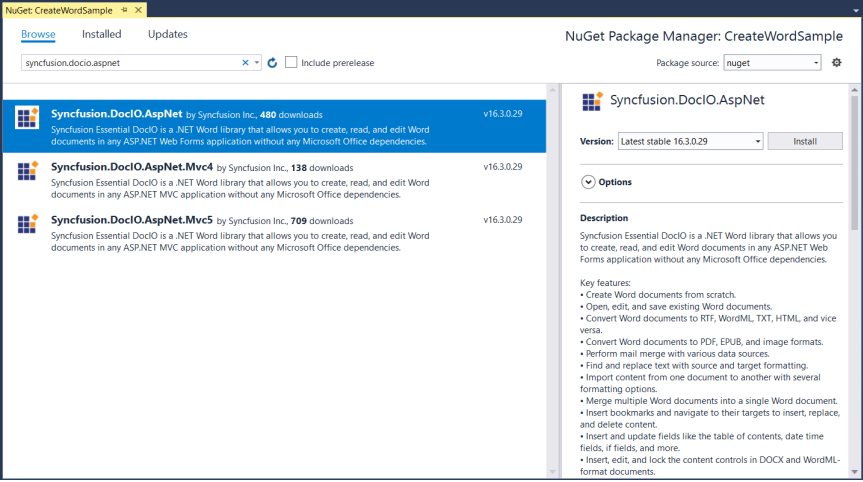 NuGet: CreateWordSample
Browse
Installed
Updates
NuGet Package Manager: CreateWordSample
syncfusion.docio.aspnet
Include prerelease
Package source:
nuget
Syncfusion.DocIO.AspNet by Syncfusion Inc., 480 downloads
v16.3.0.29
Syncfusion Essential DocIO is a .NET Word library that allows you to create, read, and edit Word
documents in any ASP.NET Web Forms application without any Microsoft Office dependencies.
Syncfusion.DocIO.AspNet.Mvc4 by Syncfusion Inc., 138 downloads
v16.3.0.29
Syncfusion Essential DocIO is a .NET Word library that allows you to create, read, and edit Word
documents in any ASP.NET MVC application without any Microsoft Office dependencies.
Syncfusion.DocIO.AspNet.Mvc5 by Syncfusion Inc., 709 downloads
v16.3.0.29
Syncfusion Essential DocIO is a .NET Word library that allows you to create, read, and edit Word
documents in any ASP.NET MVC application without any Microsoft Office dependencies.
Syncfusion.DocIO.AspNet
Version:
Latest stable 16.3.0.29
Install
Options
Description
Syncfusion Essential DocIO is a .NET Word library that allows you
to create, read, and edit Word documents in any ASP.NET Web
Forms application without any Microsoft Office dependencies.
Key features:
• Create Word documents from scratch.
• Open, edit, and save existing Word documents.
• Convert Word documents to RTF, WordML, TXT, HTML, and vice
versa.
• Convert Word documents to PDF, EPUB, and image formats.
• Perform mail merge with various data sources.
• Find and replace text with source and target formatting.
• Import content from one document to another with several
formatting options.
• Merge multiple Word documents into a single Word document.
• Insert bookmarks and navigate to their targets to insert, replace,
and delete content.
• Insert and update fields like the table of contents, date time
fields, if fields, and more.
• Insert, edit, and lock the content controls in DOCX and WordML-
format documents.